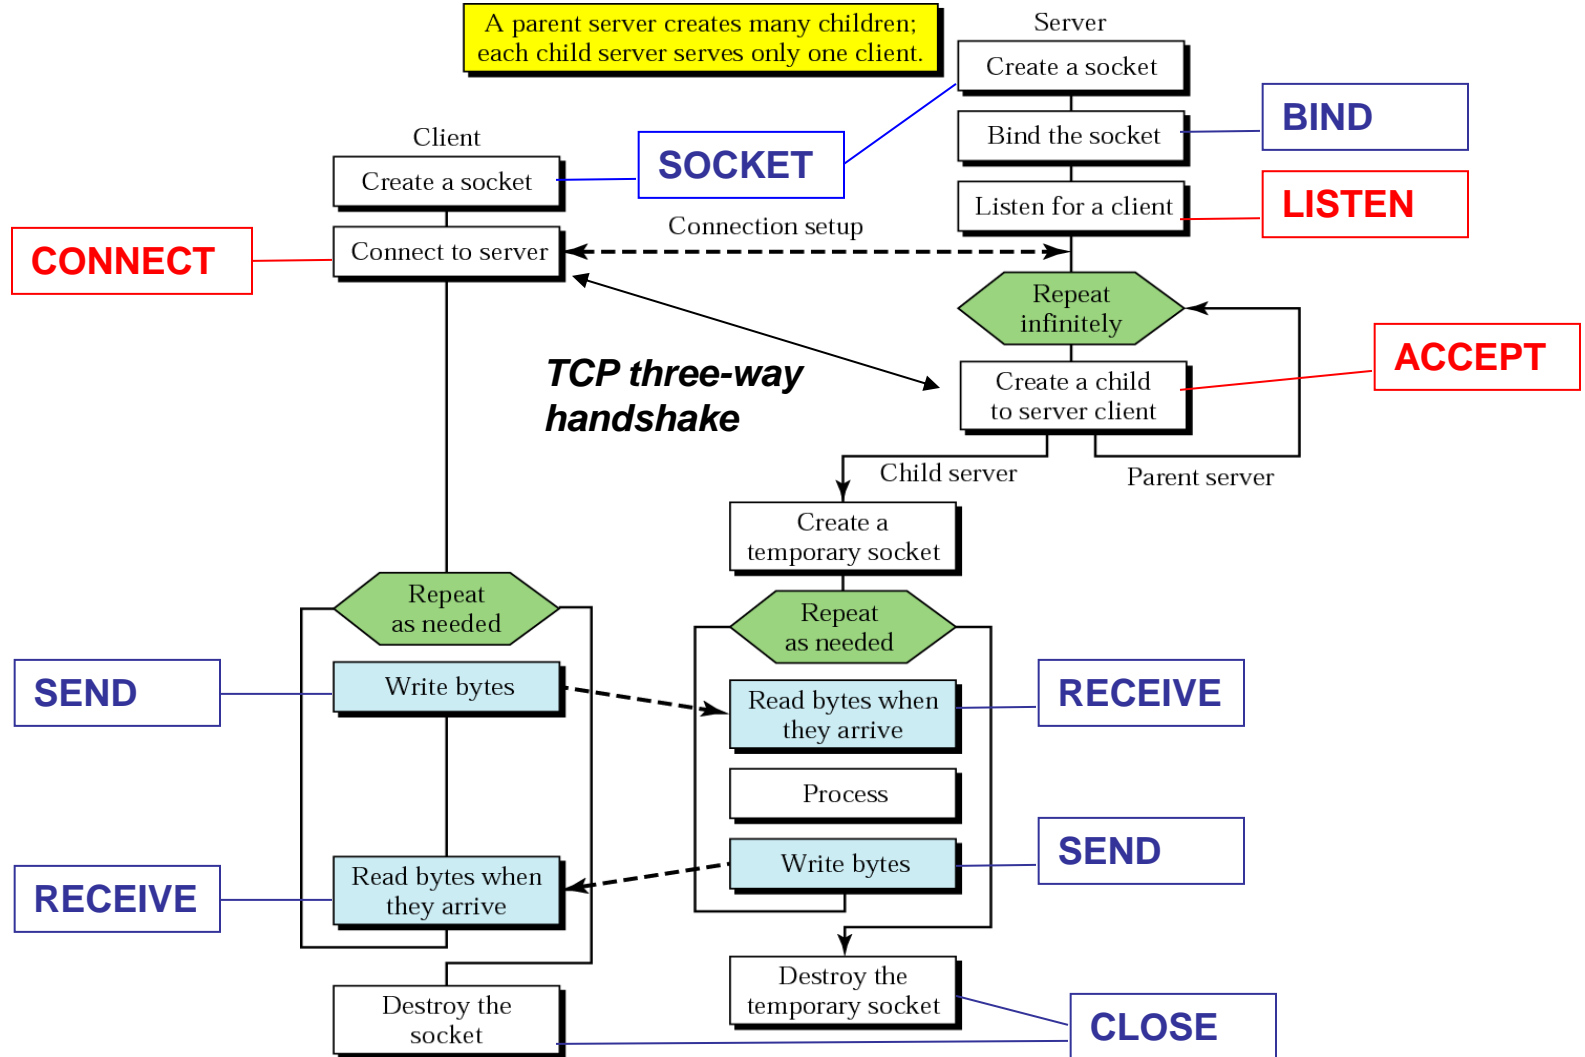 A parent server creates many children;
each child server serves only one client.
Server
Create a socket
BIND
Bind the socket
Client
SOCKET
Create a socket
Listen for a client
LISTEN
Connection setup
CONNECT
Connect to server
Repeat
infinitely
TCP three-way
handshake
ACCEPT
Create a child
to server client
Child server
Parent server
Create a
temporary socket
Repeat
as needed
Repeat
as needed
SEND
Write bytes
Read bytes when
they arrive
RECEIVE
Process
Write bytes
SEND
RECEIVE
Read bytes when
they arrive
Destroy the
temporary socket
Destroy the
socket
CLOSE